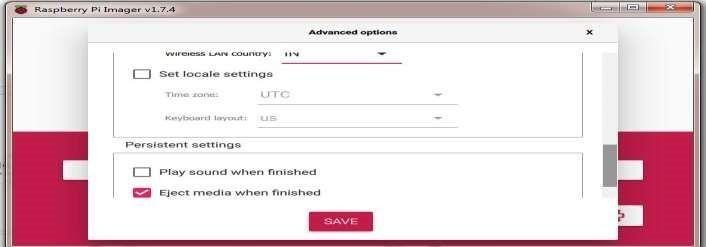 Raspberry Pi Imager v1.7.4
Advanced options
x
Wireless LAN country: IN
Set locale settings
Time zone: UTC
Keyboard layout: us
Persistent settings
Play sound when finished
Eject media when finished
SAVE